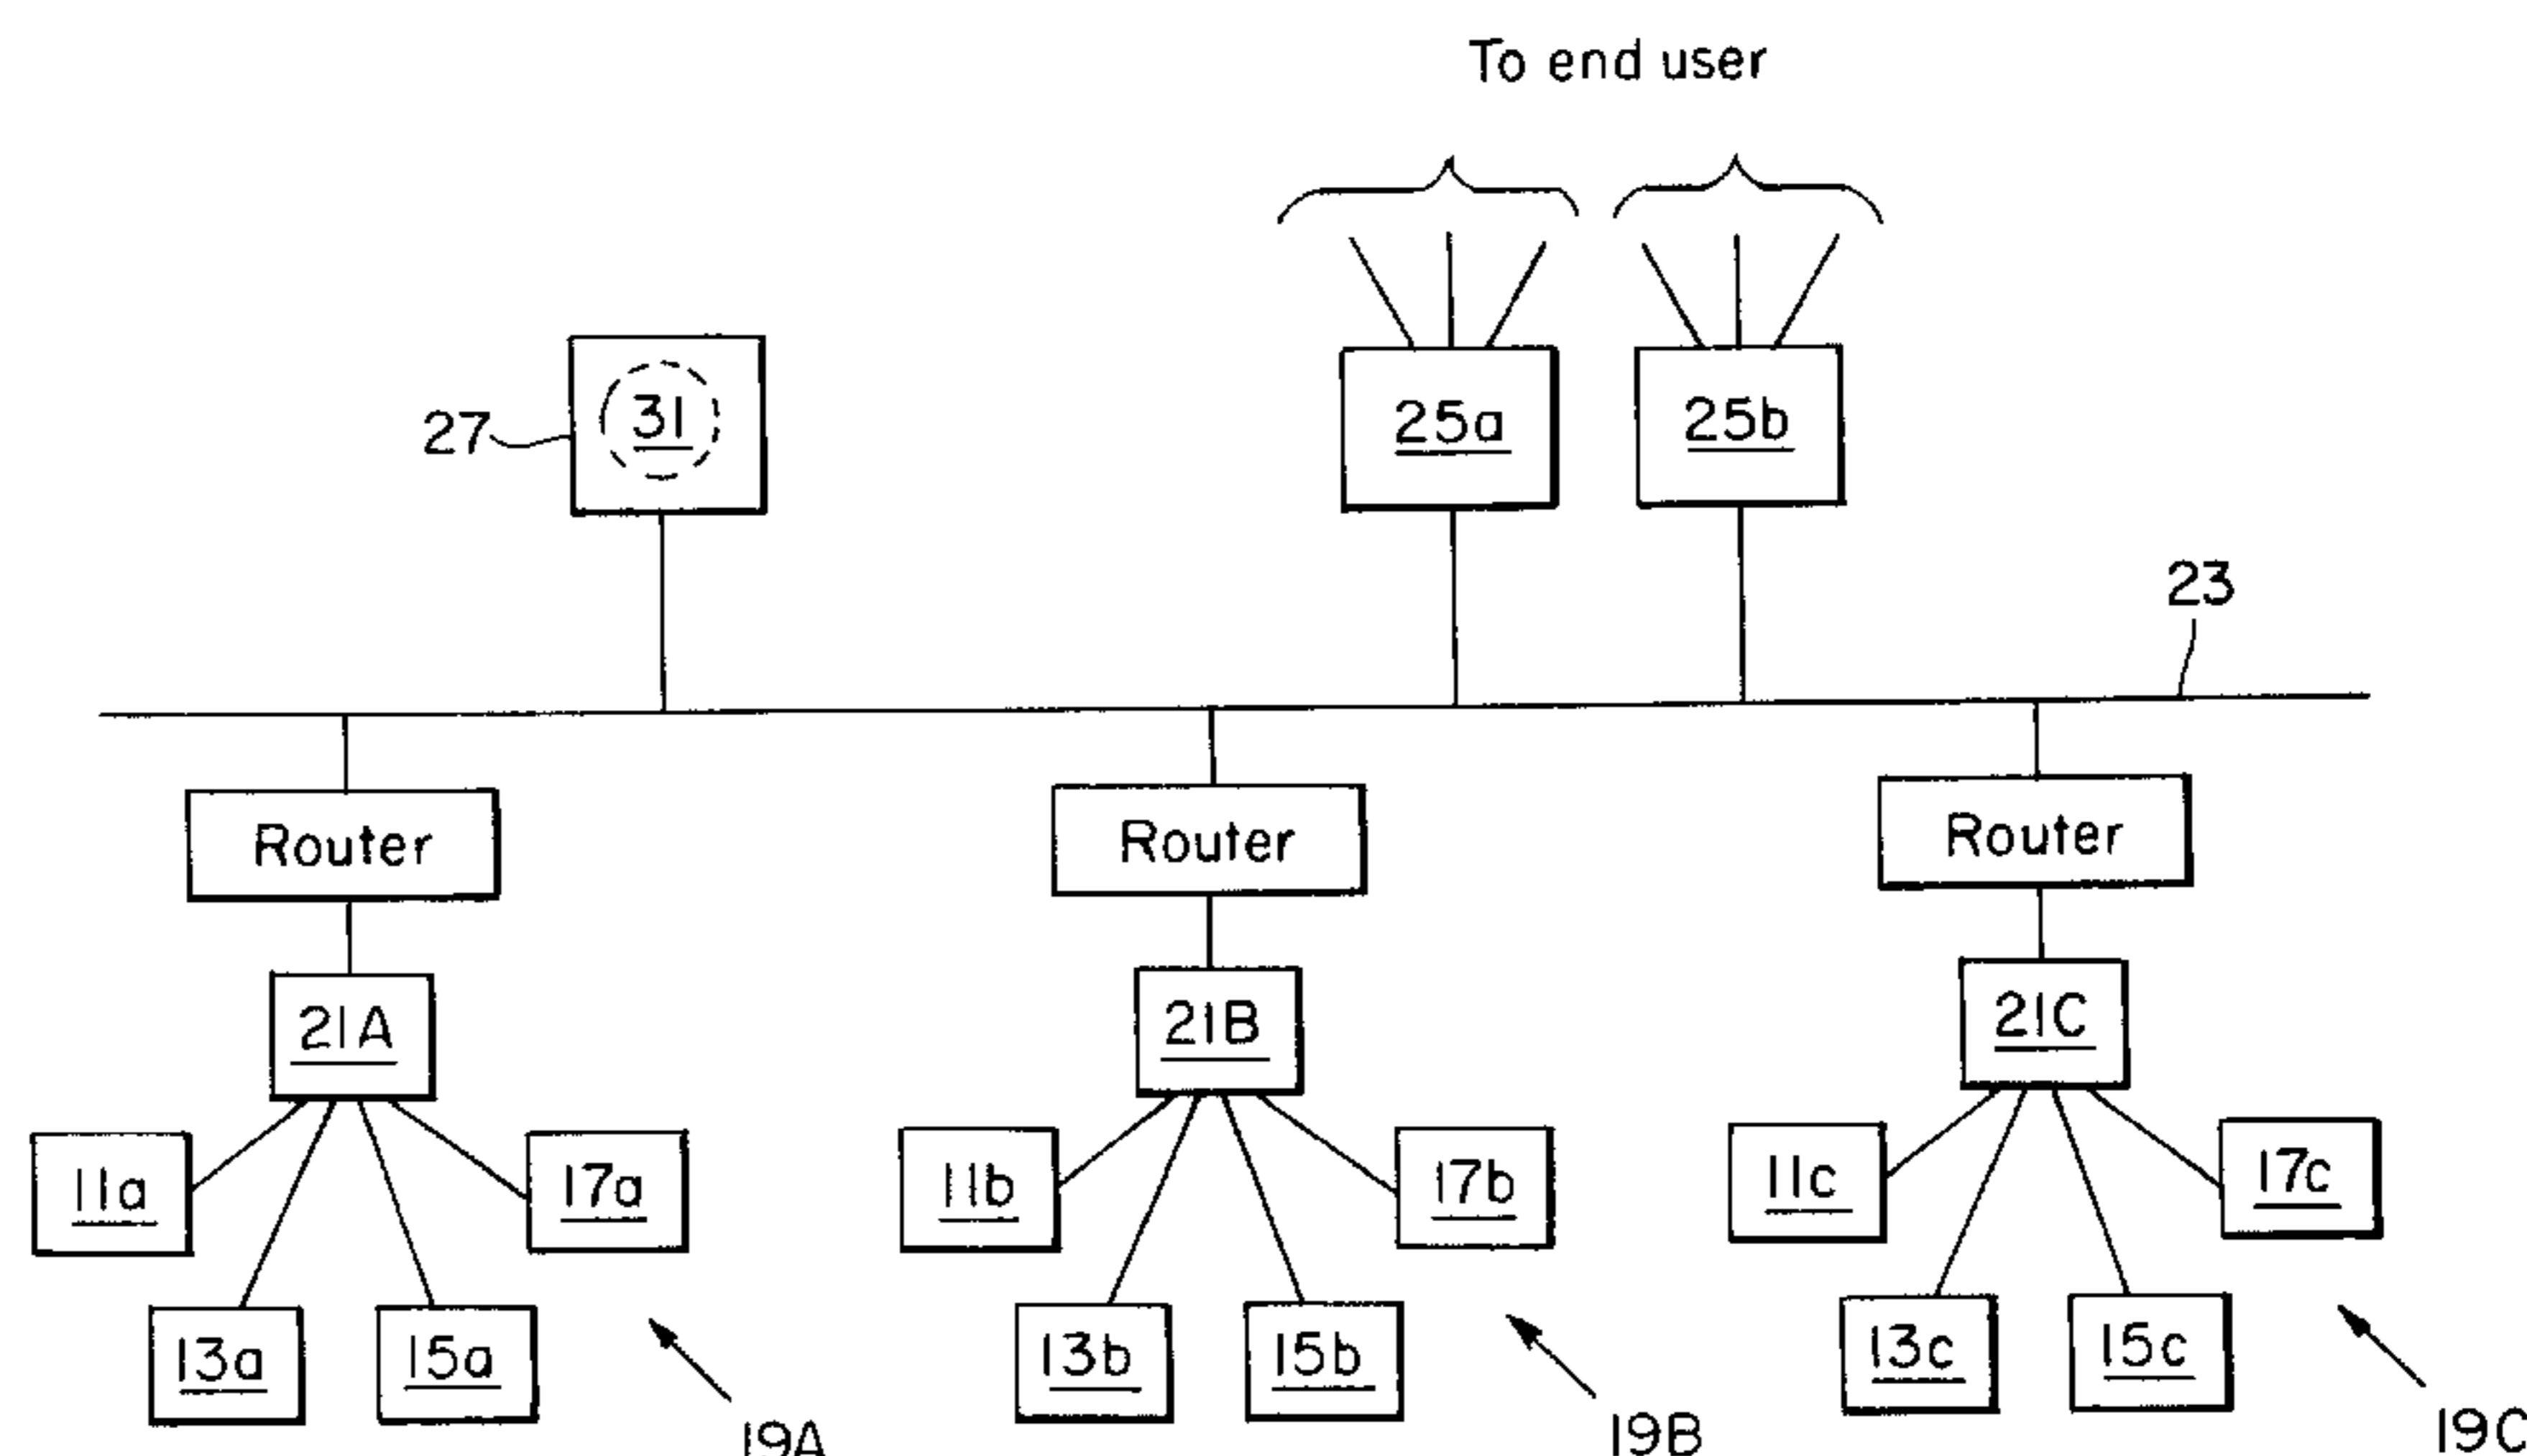 To end user
27
31
25a
25b
23
Router
Router
Router
21A
21B
21C
11a
17a
11b
17b
11c
17c
13a
15a
13b
15b
13c
15c
19A
19B
19C